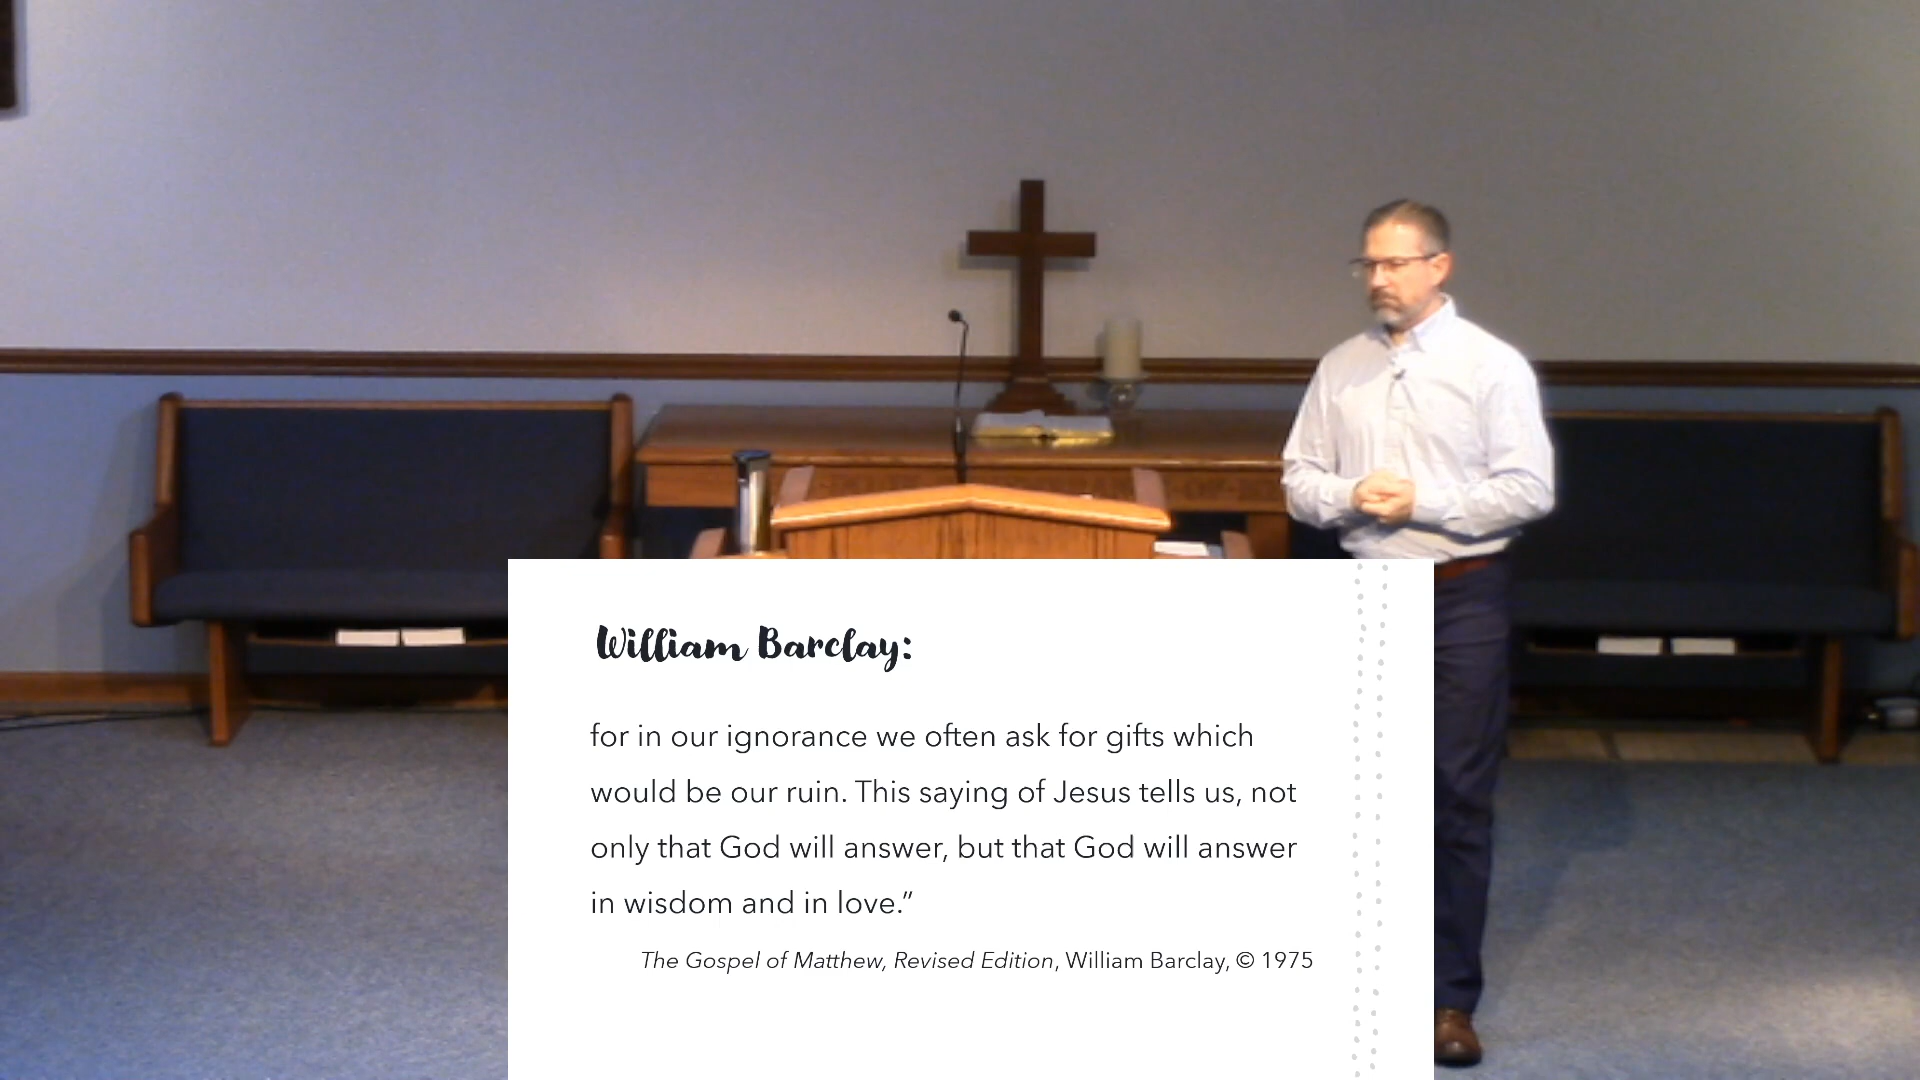 William Barclay:
for in our ignorance we often ask for gifts which
would be our ruin. This saying of Jesus tells us, not
only that God will answer, but that God will answer
in wisdom and in love.”
The Gospel of Matthew, Revised Edition, William Barclay, © 1975